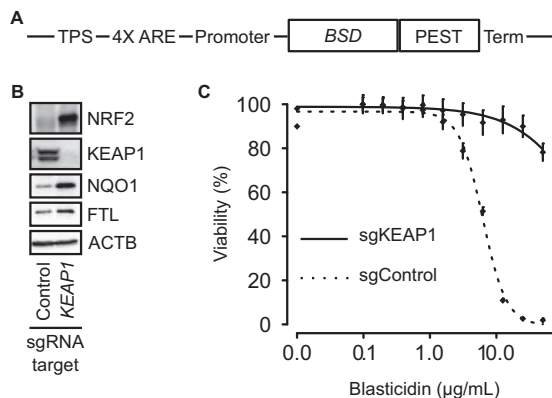 A
TPS 4X ARE Promoter BSD PEST Term
B
NRF2
KEAP1
NQO1
FTL
ACTB
Control
KEAP1
sgRNA
target
C
Viability (%)
100
80
60
40
20
0
sgKEAP1
sgControl
0.0 0.1 1.0 10.0
Blasticidin (µg/mL)